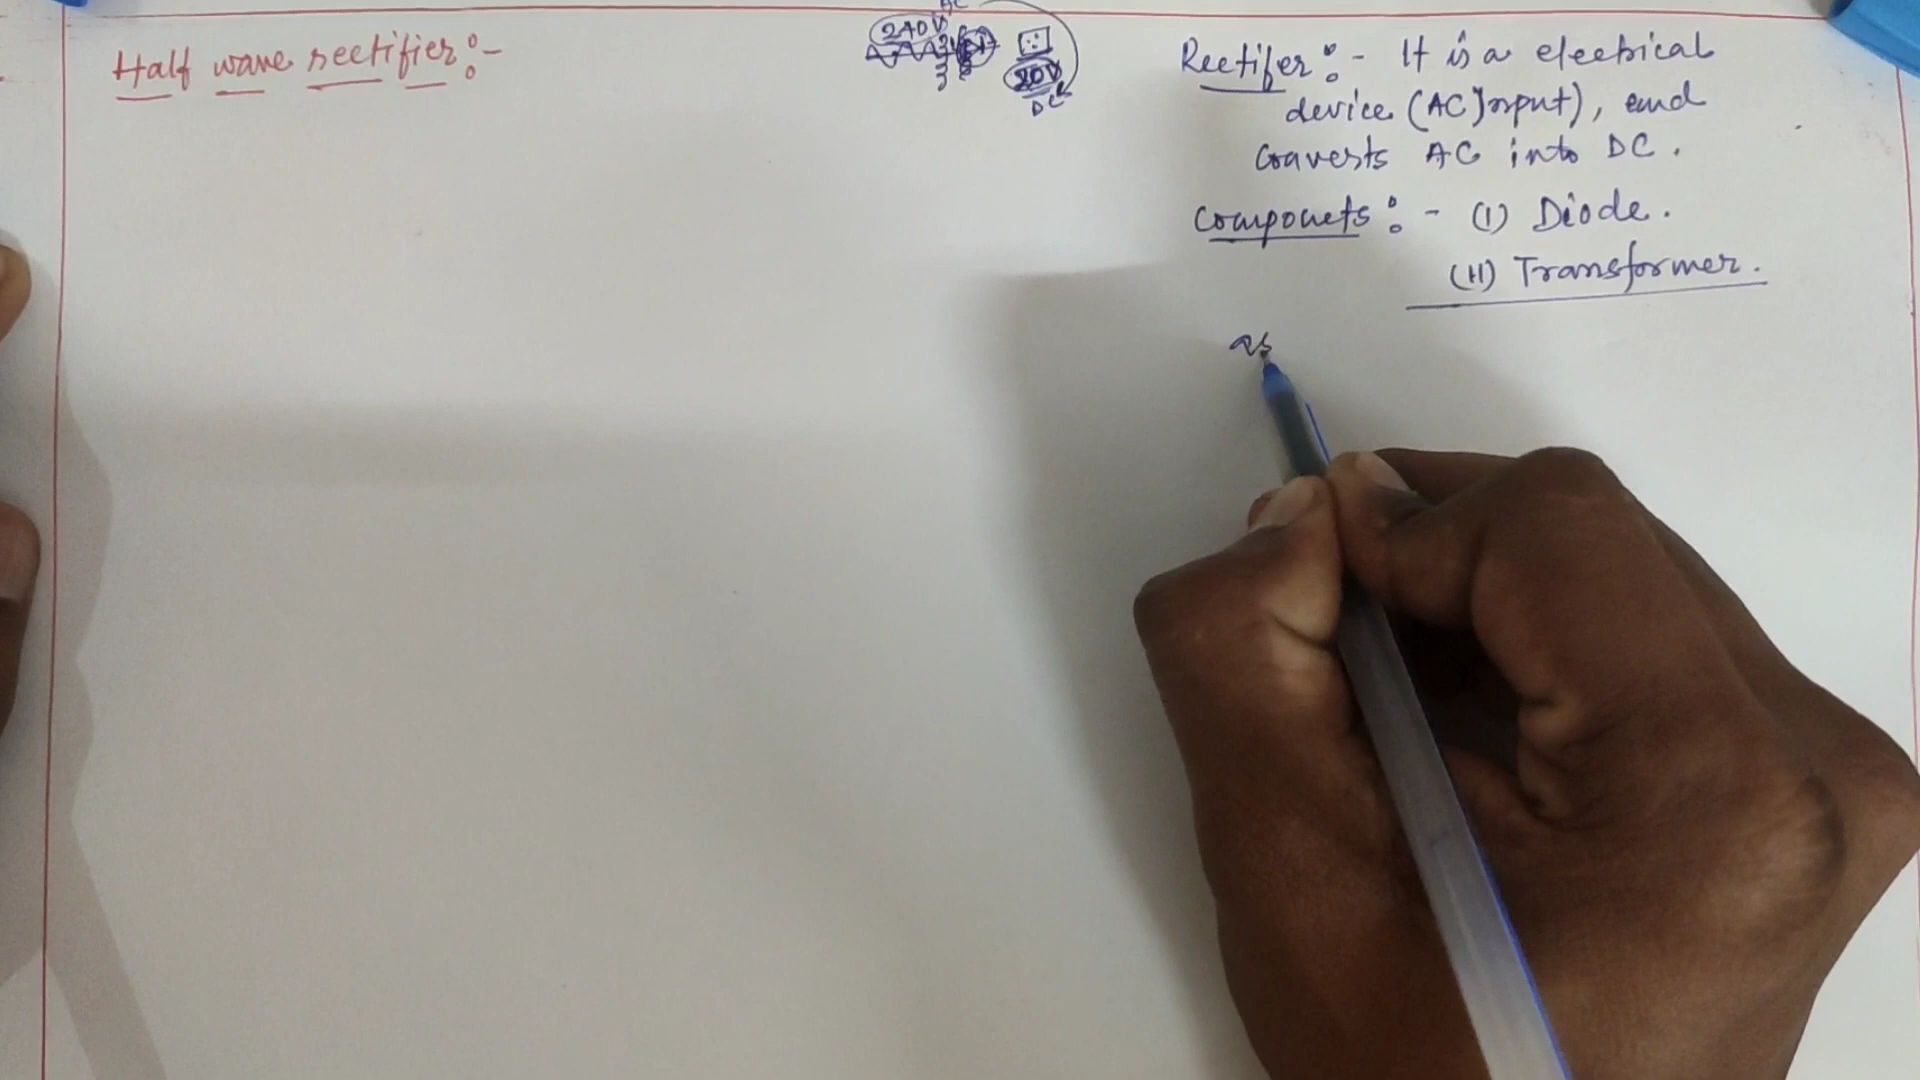 Half wave rectifier :-
AC
240V
20V
DC
Rectifer :- It is a electrical
device (AC Input), and
Converts AC into DC.
Componets :- (I) Diode.
(II) Transformer.